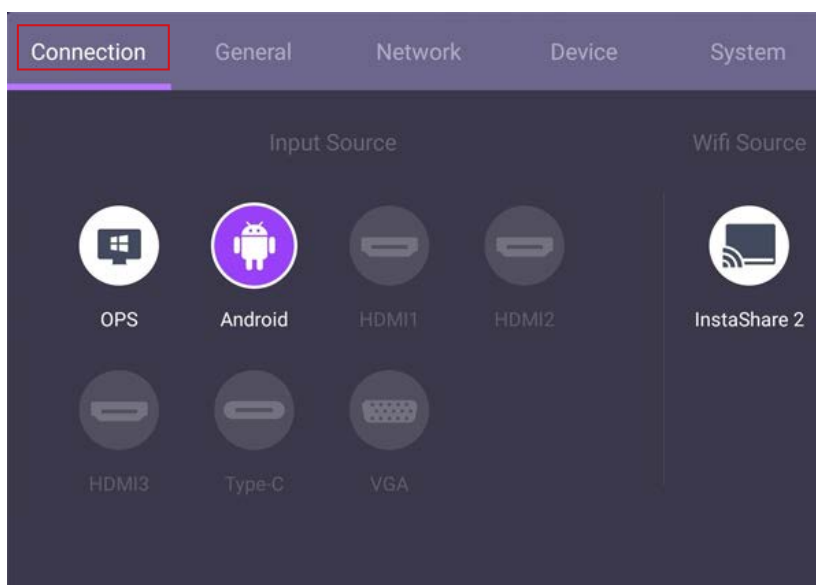 Connection General Network Device System
Input Source Wifi Source
OPS Android HDMI1 HDMI2 InstaShare 2
HDMI3 Type-C VGA